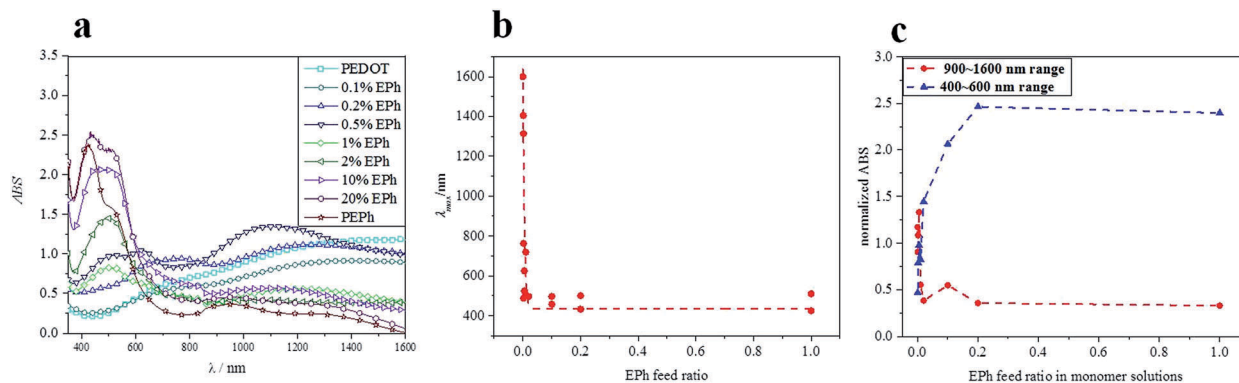 a
3.5
3.0
2.5
2.0
1.5
1.0
0.5
0.0
ABS
400 600 800 1000 1200 1400 1600
λ / nm
PEDOT
0.1% EPh
0.2% EPh
0.5% EPh
1% EPh
2% EPh
10% EPh
20% EPh
PEPh
b
1600
1400
1200
1000
800
600
400
λmax/nm
0.0 0.2 0.4 0.6 0.8 1.0
EPh feed ratio
c
3.0
2.5
2.0
1.5
1.0
0.5
0.0
normalized ABS
900~1600 nm range
400~600 nm range
0.0 0.2 0.4 0.6 0.8 1.0
EPh feed ratio in monomer solutions